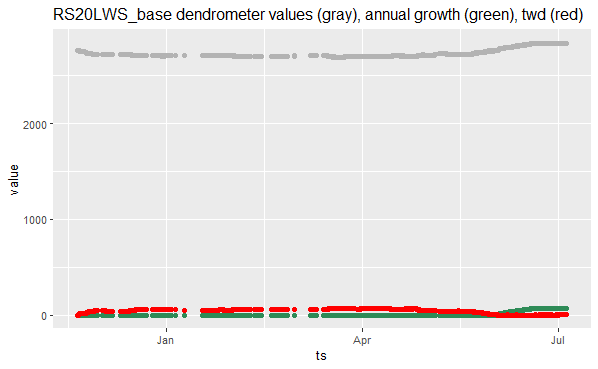 RS20LWS_base dendrometer values (gray), annual growth (green), twd (red)
2000
1000
0
value
Jan
Apr
Jul
ts